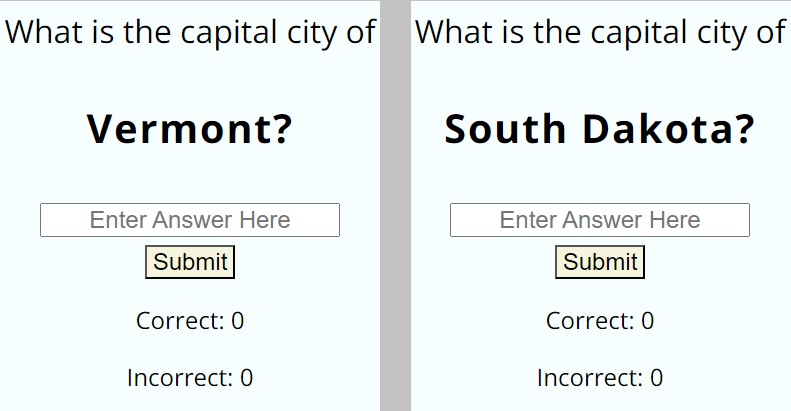 What is the capital city of
Vermont?
Enter Answer Here
Submit
Correct: 0
Incorrect: 0
What is the capital city of
South Dakota?
Enter Answer Here
Submit
Correct: 0
Incorrect: 0